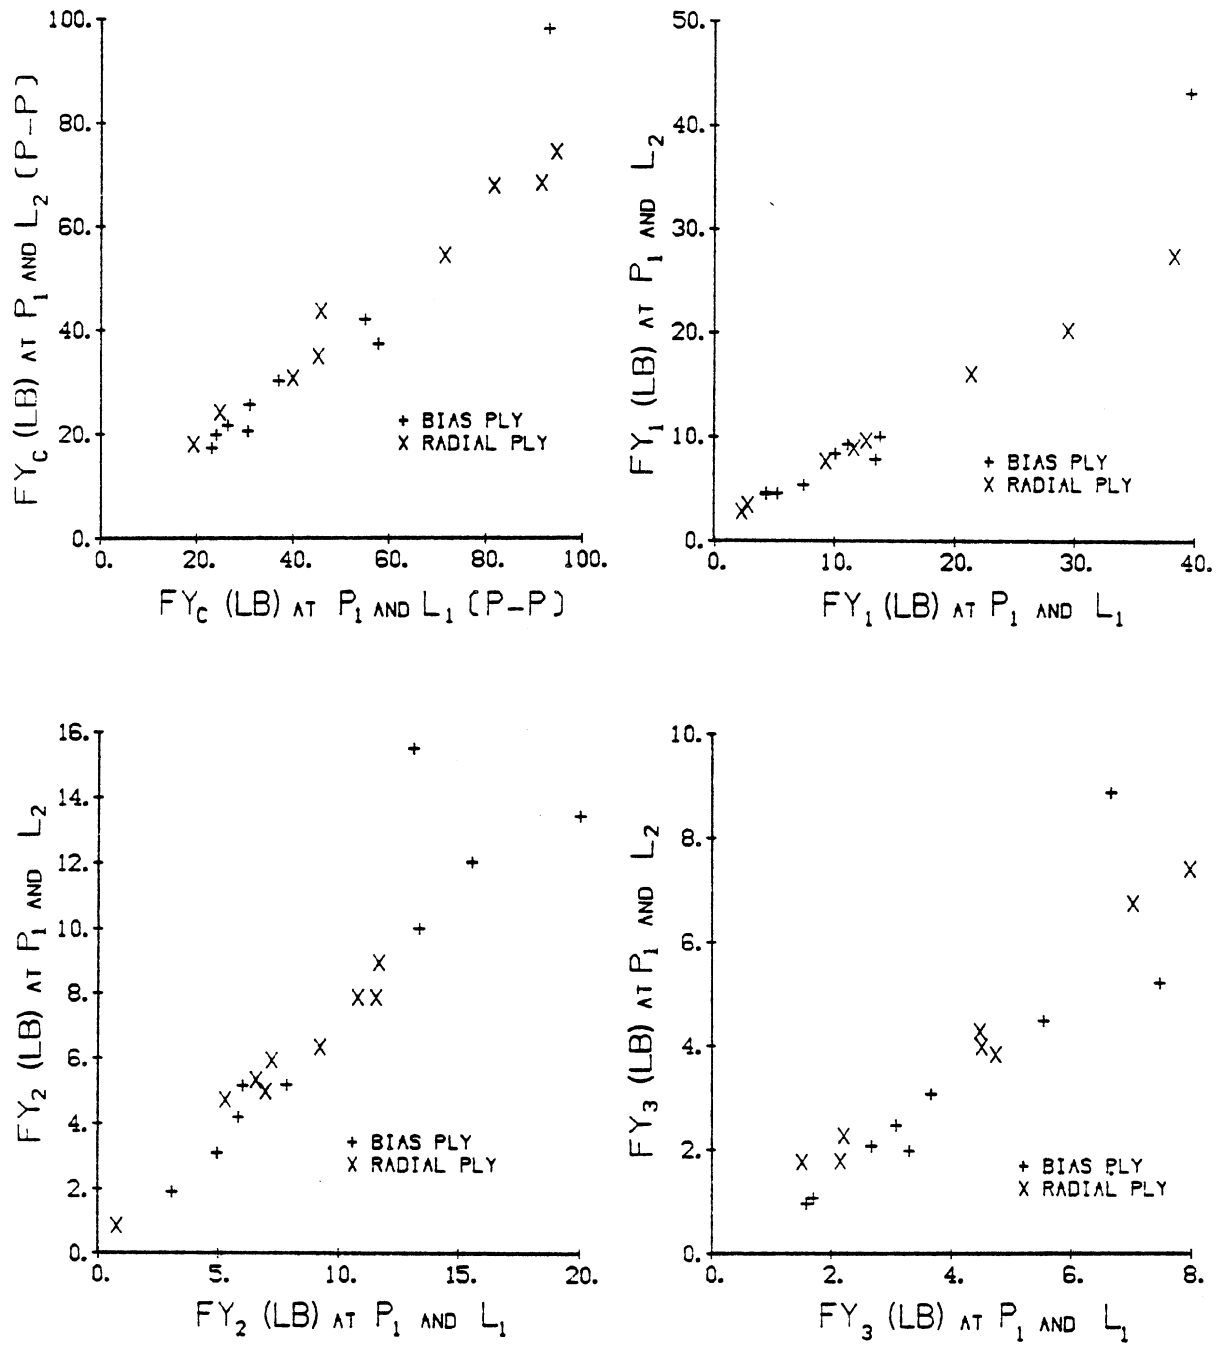 100.
80.
60.
40.
20.
0.
FY_C (LB) AT P_1 AND L_2 (P-P)
+ BIAS PLY
X RADIAL PLY
0. 20. 40. 60. 80. 100.
FY_C (LB) AT P_1 AND L_1 (P-P)
50.
40.
30.
20.
10.
0.
FY_1 (LB) AT P_1 AND L_2
+ BIAS PLY
X RADIAL PLY
0. 10. 20. 30. 40.
FY_1 (LB) AT P_1 AND L_1
16.
14.
12.
10.
8.
6.
4.
2.
0.
FY_2 (LB) AT P_1 AND L_2
+ BIAS PLY
X RADIAL PLY
0. 5. 10. 15. 20.
FY_2 (LB) AT P_1 AND L_1
10.
8.
6.
4.
2.
0.
FY_3 (LB) AT P_1 AND L_2
+ BIAS PLY
X RADIAL PLY
0. 2. 4. 6. 8.
FY_3 (LB) AT P_1 AND L_1